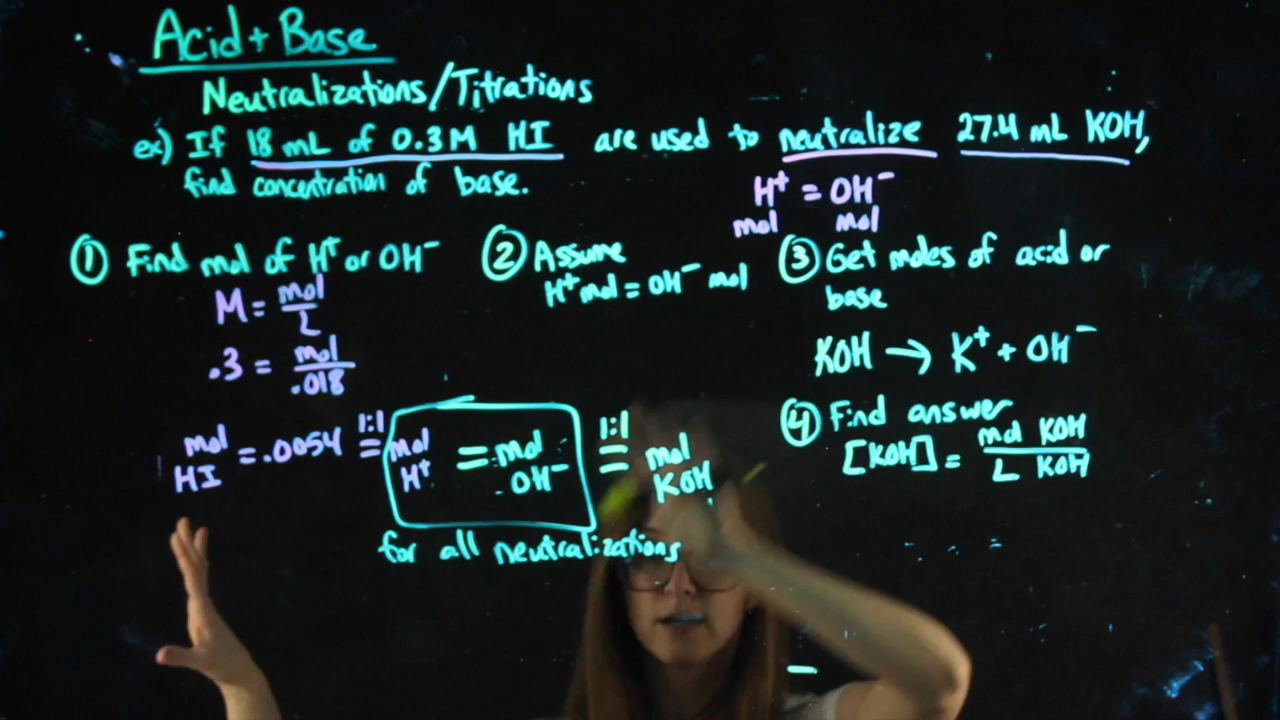 Acid + Base
Neutralizations/Titrations
ex) If 18 mL of 0.3 M HI are used to neutralize 27.4 mL KOH,
find concentration of base.
H⁺ = OH⁻
mol mol
① Find mol of H⁺ or OH⁻
M = mol/L
.3 = mol/.018
mol HI = .0054 1:1 = mol H⁺ = mol OH⁻ 1:1 = mol KOH
for all neutralizations
② Assume
H⁺ mol = OH⁻ mol
③ Get moles of acid or
base
KOH → K⁺ + OH⁻
④ Find answer
[KOH] = mol KOH / L KOH